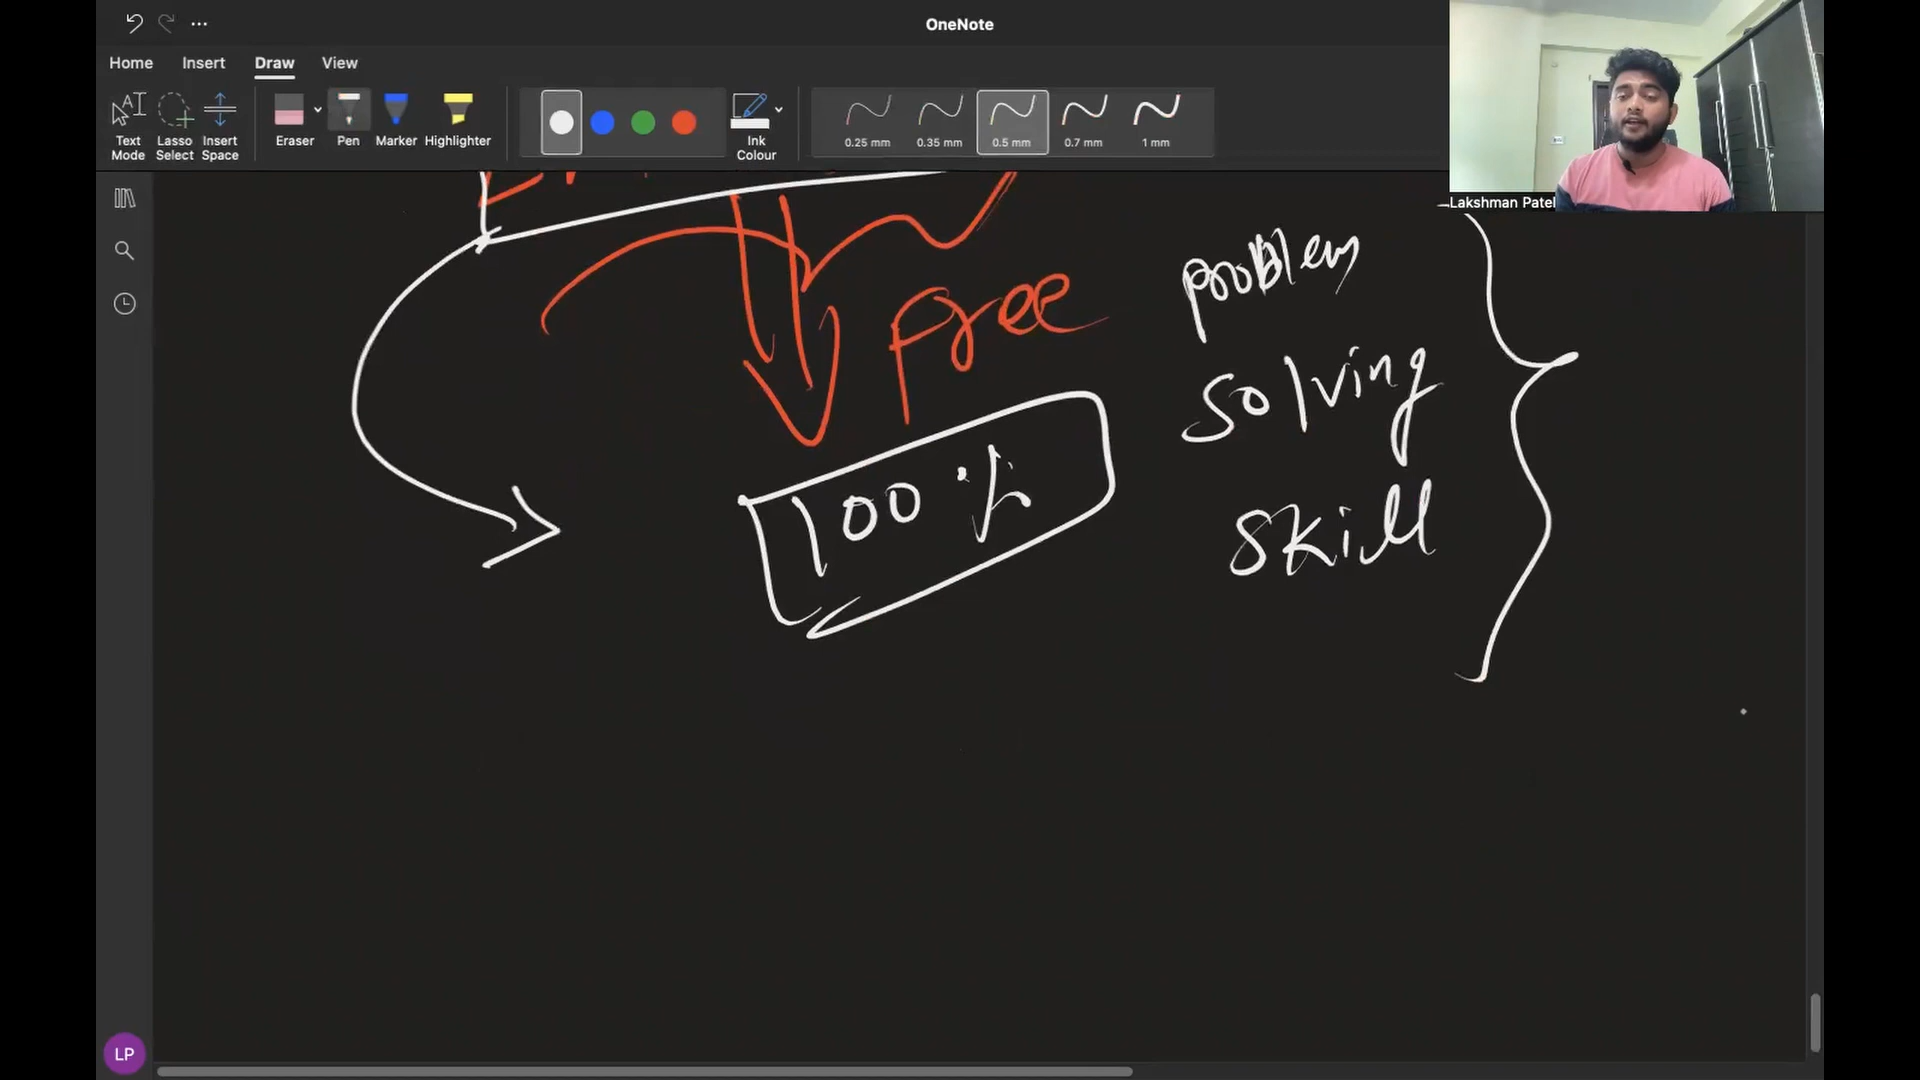 OneNote
Home Insert Draw View
Text Mode
Lasso Select
Insert Space
Eraser
Pen
Marker
Highlighter
Ink Colour
0.25 mm
0.35 mm
0.5 mm
0.7 mm
1 mm
Lakshman Patel
problem
solving
skill
Free
100 %
LP